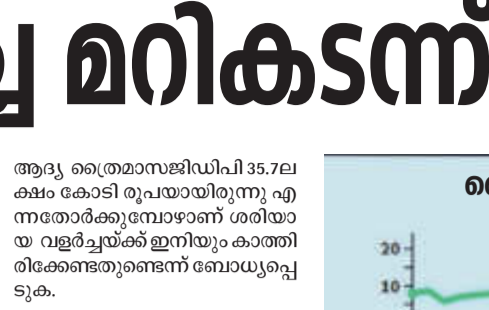 മറികടന്ന്
ആദ്യ ത്രൈമാസജിഡിപി 35.7ല
ക്ഷം കോടി രൂപയായിരുന്നു എ
ന്നതോർക്കുമ്പോഴാണ് ശരിയാ
യ വളർച്ചയ്ക്ക് ഇനിയും കാത്തി
രിക്കേണ്ടതുണ്ടെന്ന് ബോധ്യപ്പെ
ടുക.
20
10